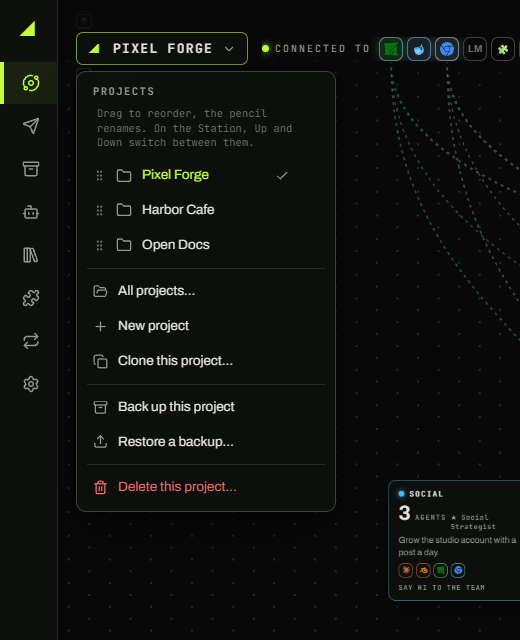 PIXEL FORGE
CONNECTED TO
LM
PROJECTS
Drag to reorder, the pencil
renames. On the Station, Up and
Down switch between them.
Pixel Forge
Harbor Cafe
Open Docs
All projects...
New project
Clone this project...
Back up this project
Restore a backup...
Delete this project...
SOCIAL
3 AGENTS ★ Social
Strategist
Grow the studio account with a
post a day.
SAY HI TO THE TEAM